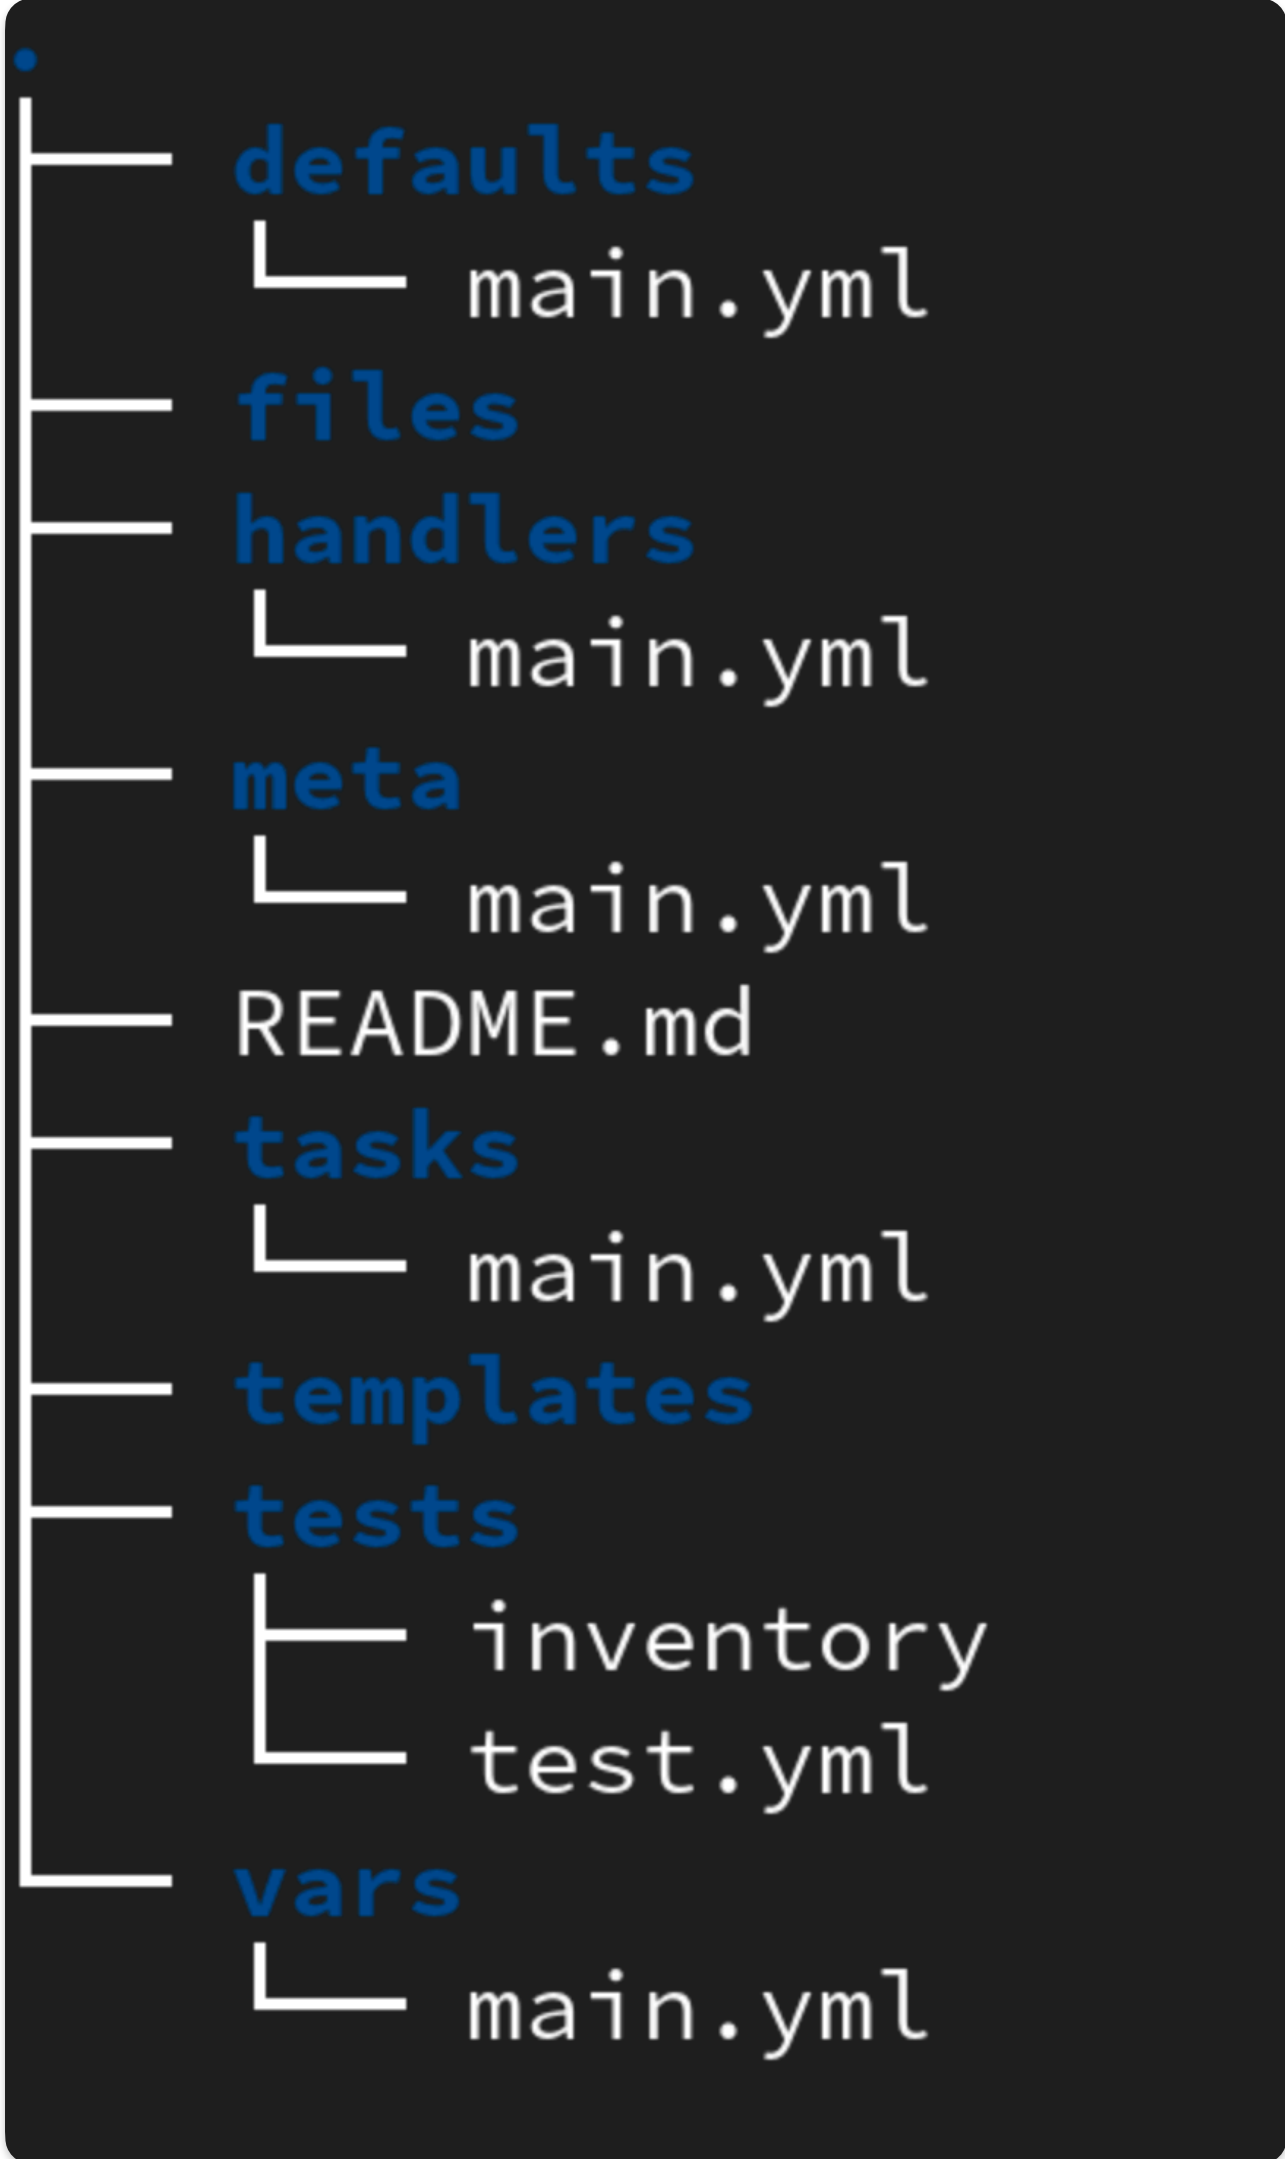 .
├── defaults
│   └── main.yml
├── files
├── handlers
│   └── main.yml
├── meta
│   └── main.yml
├── README.md
├── tasks
│   └── main.yml
├── templates
├── tests
│   ├── inventory
│   └── test.yml
└── vars
    └── main.yml